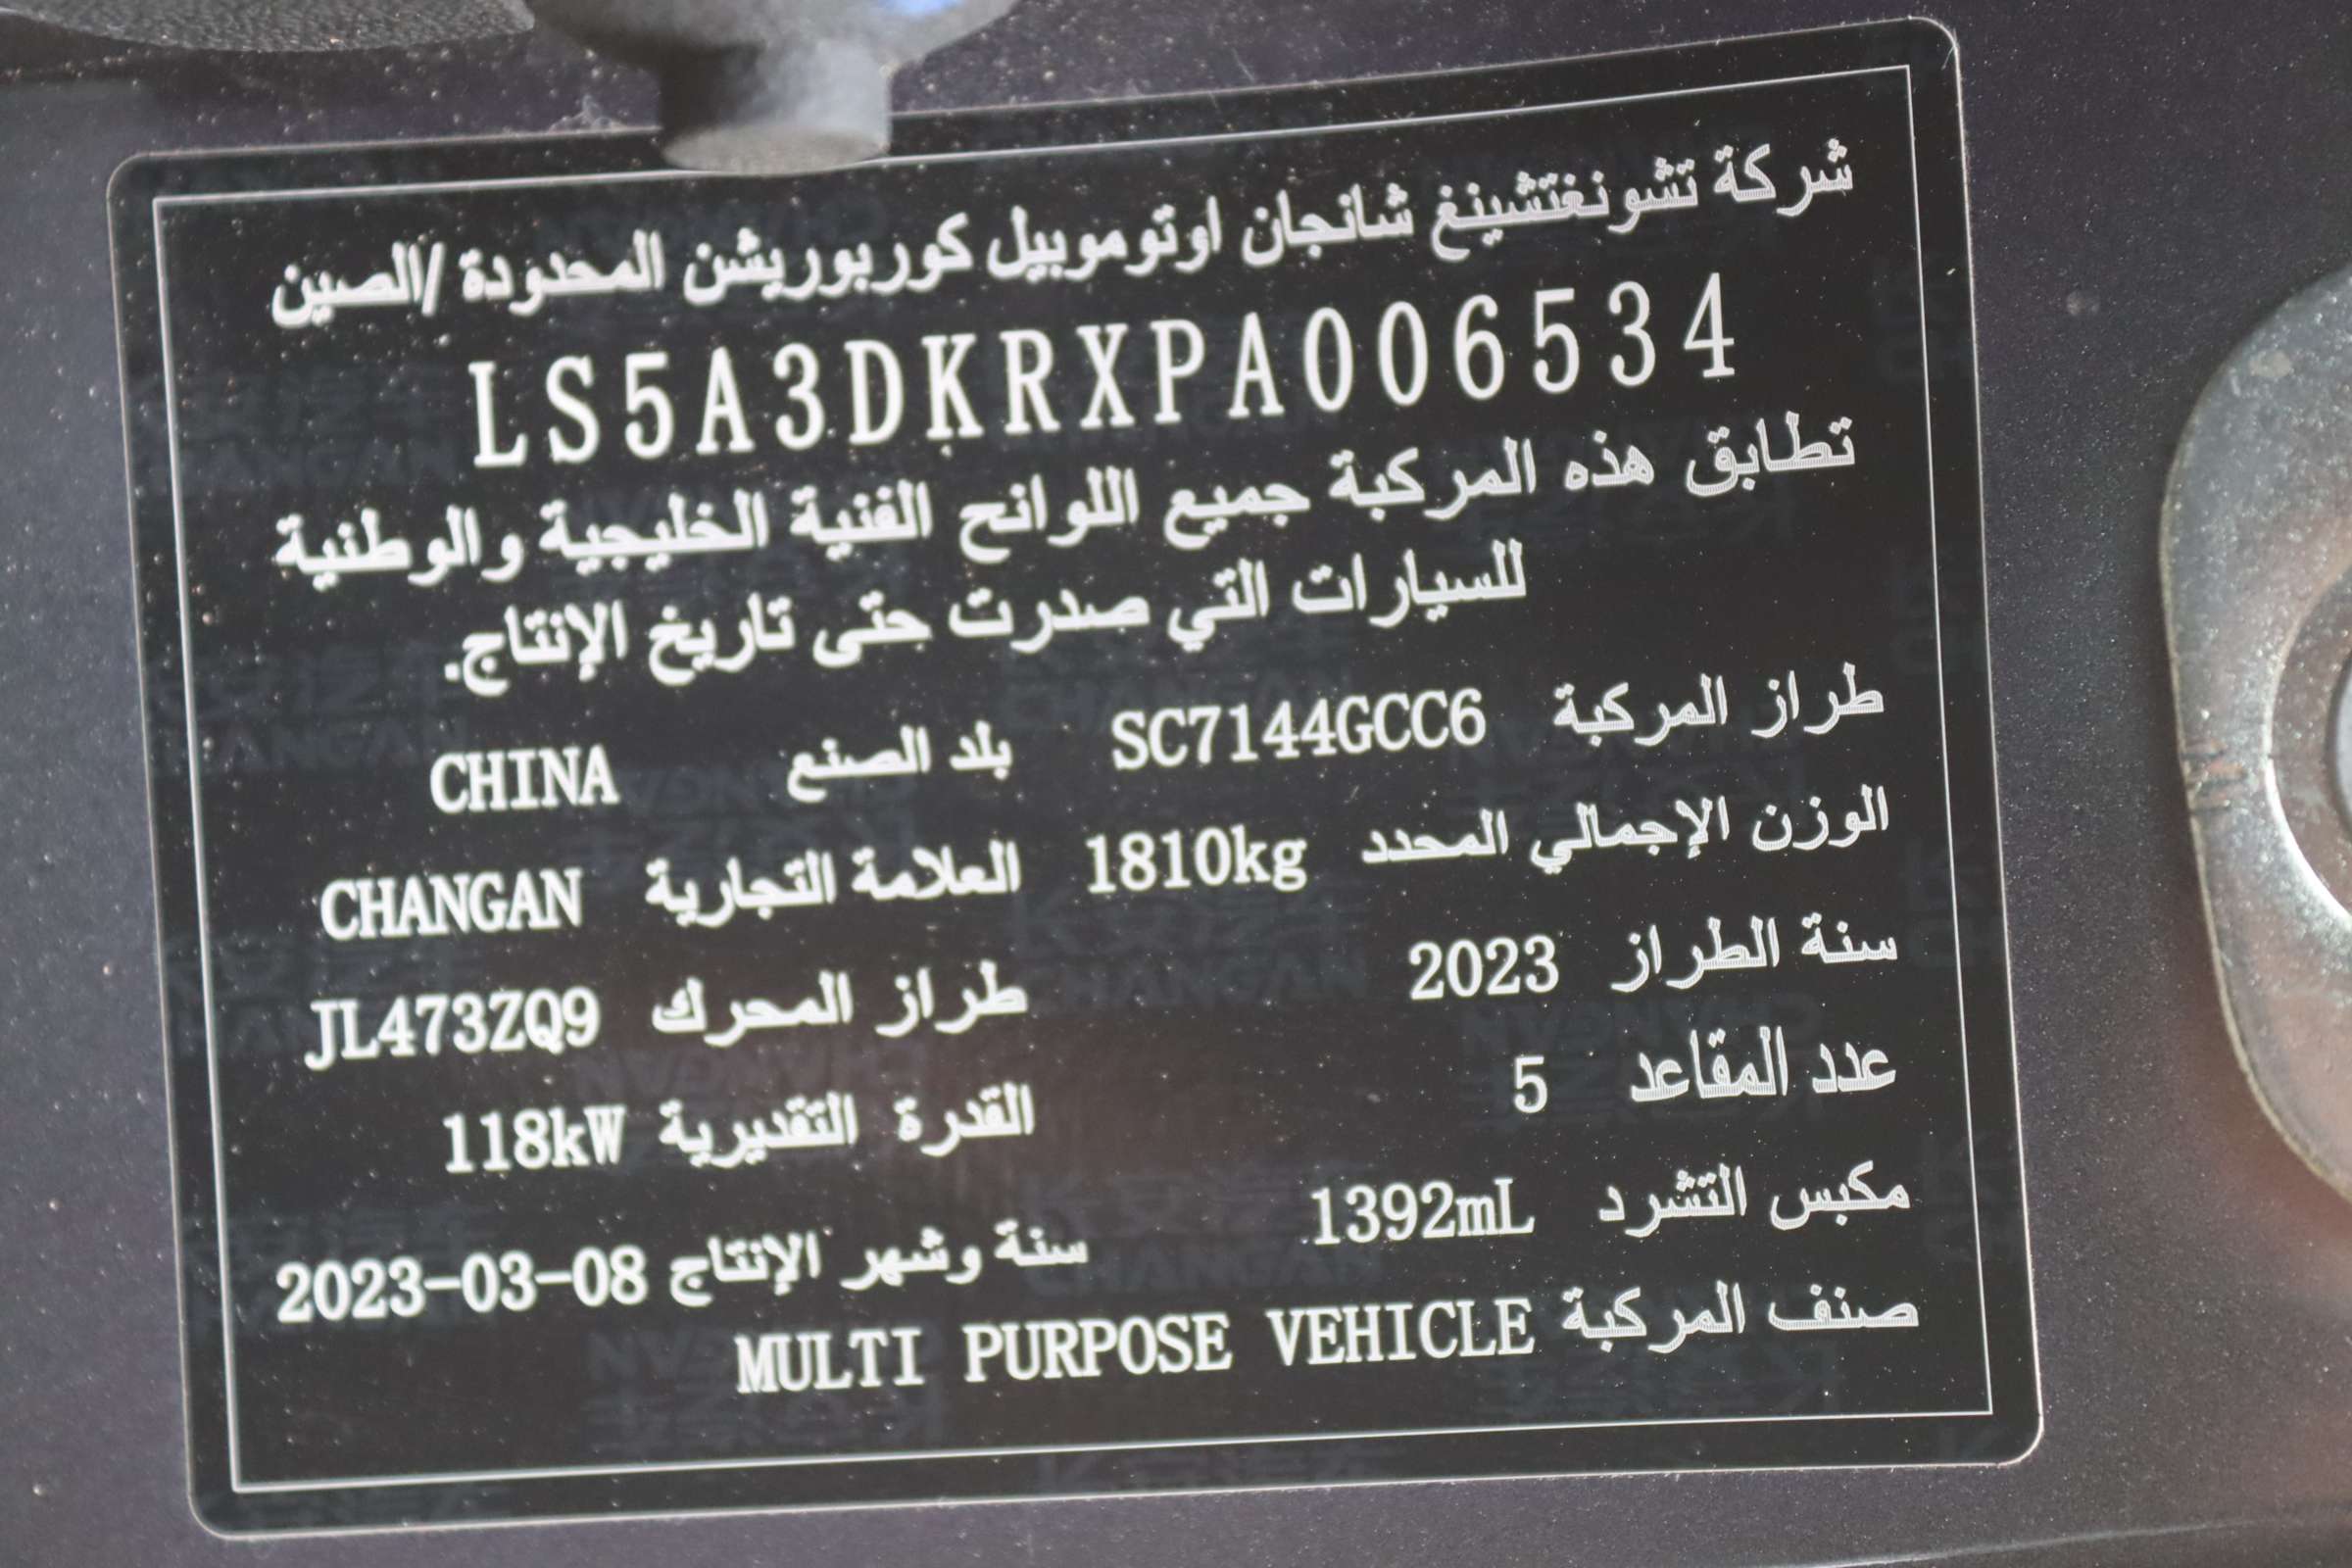 شركة تشونغتشينغ شانجان اوتوموبيل كوربوريشن المحدودة /الصين
LS5A3DKRXPA006534
تطابق هذه المركبة جميع اللوائح الفنية الخليجية والوطنية
للسيارات التي صدرت حتى تاريخ الإنتاج.
طراز المركبة SC7144GCC6 بلد الصنع CHINA
الوزن الإجمالي المحدد 1810kg العلامة التجارية CHANGAN
سنة الطراز 2023 طراز المحرك JL473ZQ9
عدد المقاعد 5 القدرة التقديرية 118kW
مكبس التشرد 1392mL سنة وشهر الإنتاج 2023-03-08
صنف المركبة MULTI PURPOSE VEHICLE